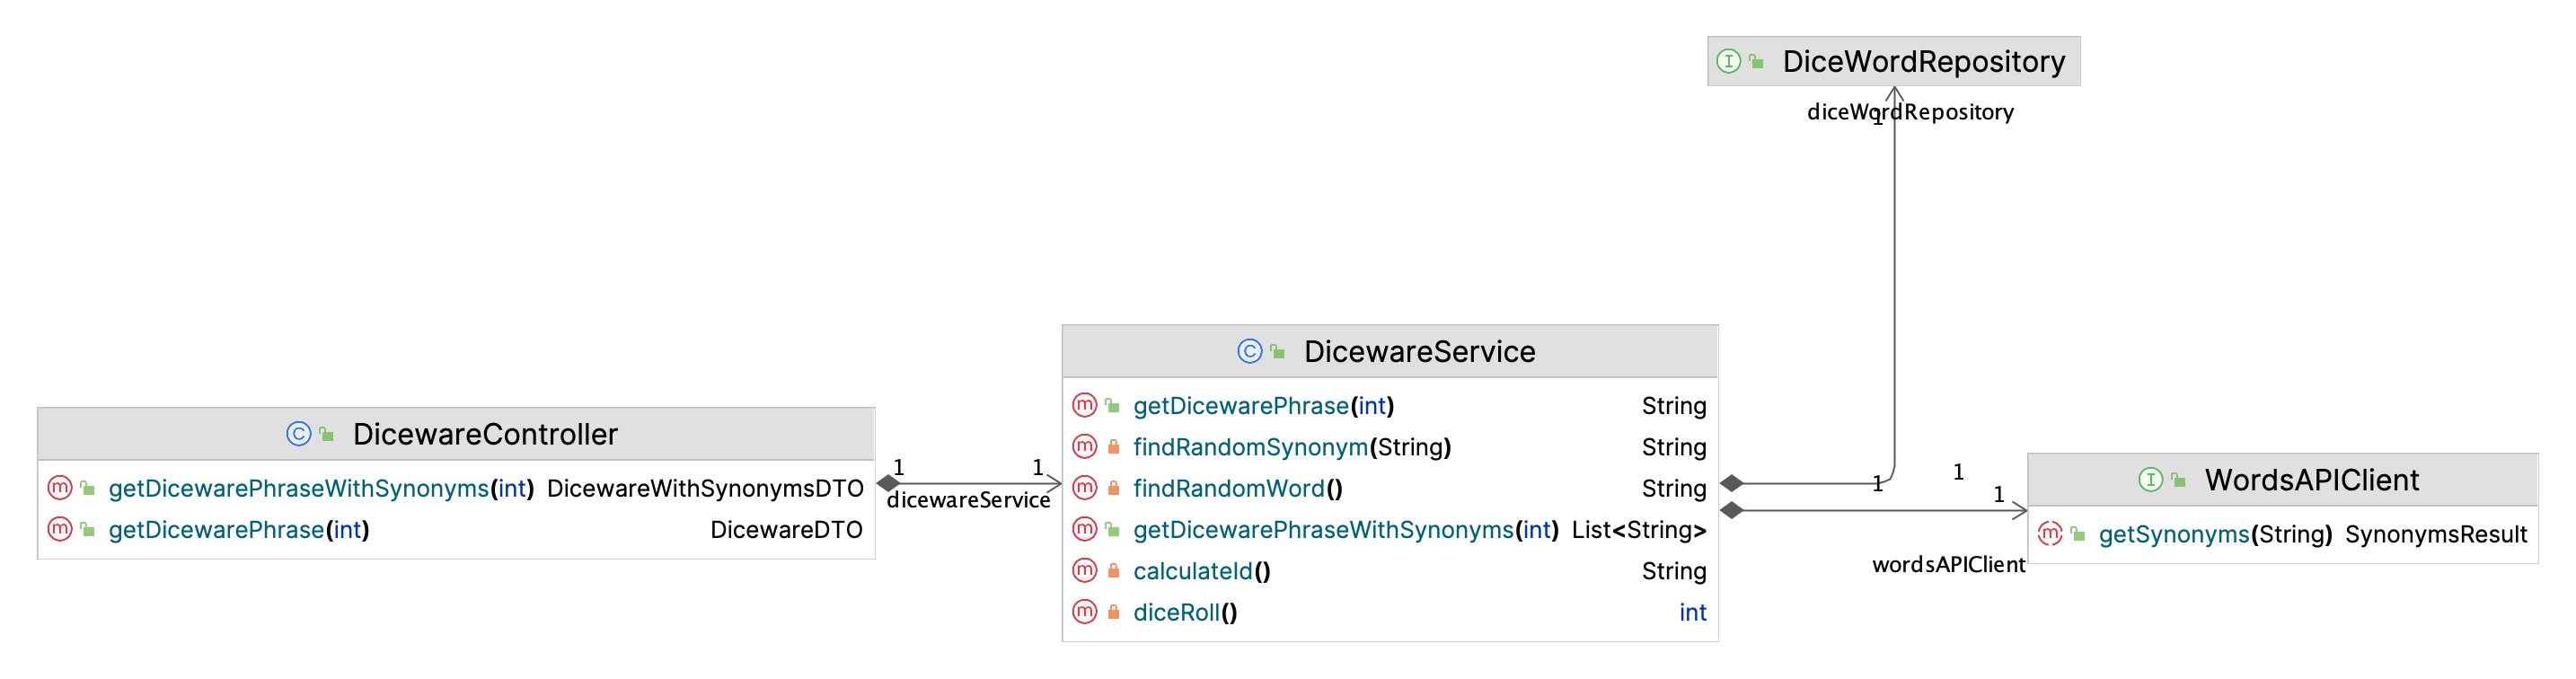 DiceWordRepository
diceWordRepository
1
DicewareService
getDicewarePhrase(int) String
findRandomSynonym(String) String
findRandomWord() String
getDicewarePhraseWithSynonyms(int) List<String>
calculateId() String
diceRoll() int
DicewareController
getDicewarePhraseWithSynonyms(int) DicewareWithSynonymsDTO
getDicewarePhrase(int) DicewareDTO
1 1
dicewareService
1 1
1
wordsAPIClient
WordsAPIClient
getSynonyms(String) SynonymsResult